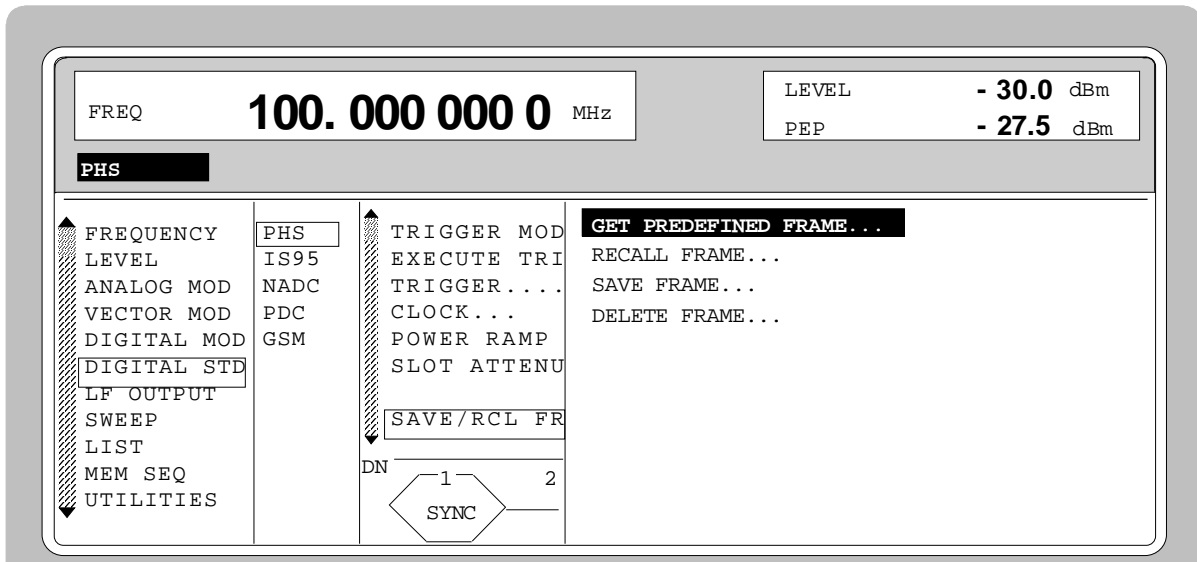 FREQ 100. 000 000 0 MHz
LEVEL - 30.0 dBm
PEP - 27.5 dBm
PHS
FREQUENCY
LEVEL
ANALOG MOD
VECTOR MOD
DIGITAL MOD
DIGITAL STD
LF OUTPUT
SWEEP
LIST
MEM SEQ
UTILITIES
PHS
IS95
NADC
PDC
GSM
TRIGGER MOD
EXECUTE TRI
TRIGGER....
CLOCK...
POWER RAMP
SLOT ATTENU
SAVE/RCL FR
DN 1 2
SYNC
GET PREDEFINED FRAME...
RECALL FRAME...
SAVE FRAME...
DELETE FRAME...